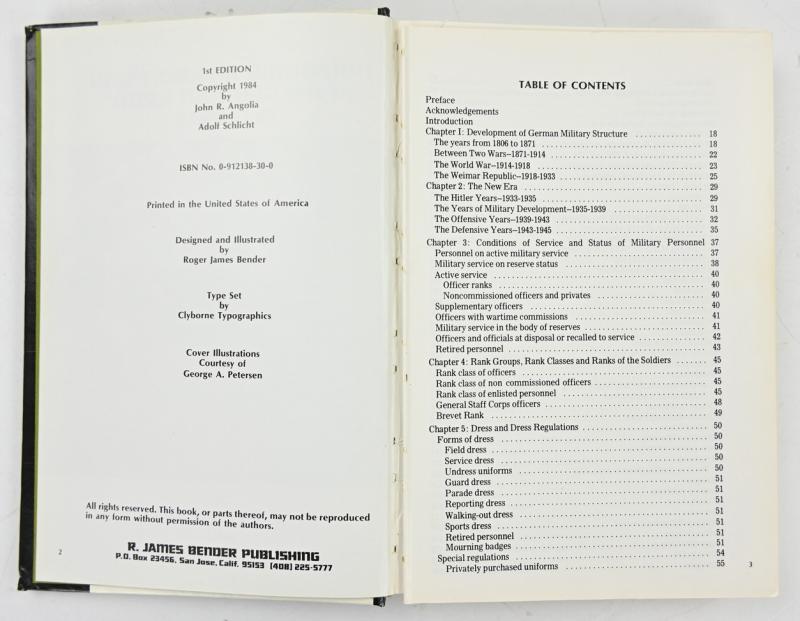 1st EDITION
Copyright 1984
by
John R. Angolia
and
Adolf Schlicht
ISBN No. 0-912138-30-0
Printed in the United States of America
Designed and Illustrated
by
Roger James Bender
Type Set
by
Clyborne Typographics
Cover Illustrations
Courtesy of
George A. Petersen
All rights reserved. This book, or parts thereof, may not be reproduced
in any form without permission of the authors.
R. JAMES BENDER PUBLISHING
P.O. Box 23456, San Jose, Calif. 95153 (408) 225-5777
2
TABLE OF CONTENTS
Preface
Acknowledgements
Introduction
Chapter I: Development of German Military Structure 18
The years from 1806 to 1871 18
Between Two Wars—1871-1914 22
The World War—1914-1918 23
The Weimar Republic—1918-1933 25
Chapter 2: The New Era 29
The Hitler Years—1933-1935 29
The Years of Military Development—1935-1939 31
The Offensive Years—1939-1943 32
The Defensive Years—1943-1945 35
Chapter 3: Conditions of Service and Status of Military Personnel 37
Personnel on active military service 37
Military service on reserve status 38
Active service 40
Officer ranks 40
Noncommissioned officers and privates 40
Supplementary officers 40
Officers with wartime commissions 41
Military service in the body of reserves 41
Officers and officials at disposal or recalled to service 42
Retired personnel 43
Chapter 4: Rank Groups, Rank Classes and Ranks of the Soldiers 45
Rank class of officers 45
Rank class of non commissioned officers 45
Rank class of enlisted personnel 45
General Staff Corps officers 48
Brevet Rank 49
Chapter 5: Dress and Dress Regulations 50
Forms of dress 50
Field dress 50
Service dress 50
Undress uniforms 50
Guard dress 51
Parade dress 51
Reporting dress 51
Walking-out dress 51
Sports dress 51
Retired personnel 51
Mourning badges 51
Special regulations 54
Privately purchased uniforms 55
3